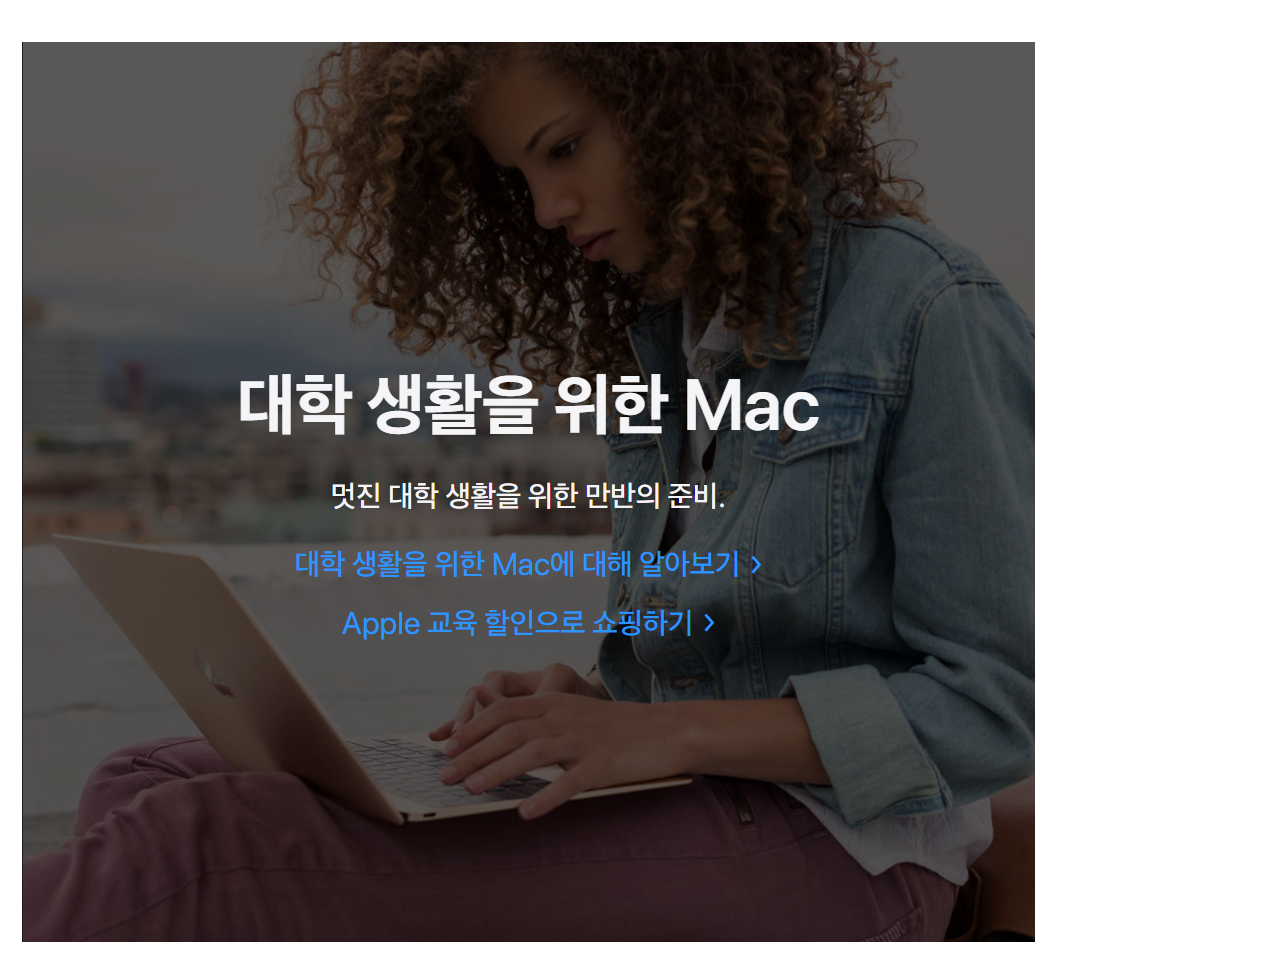 대학 생활을 위한 Mac
멋진 대학 생활을 위한 만반의 준비.
대학 생활을 위한 Mac에 대해 알아보기 >
Apple 교육 할인으로 쇼핑하기 >